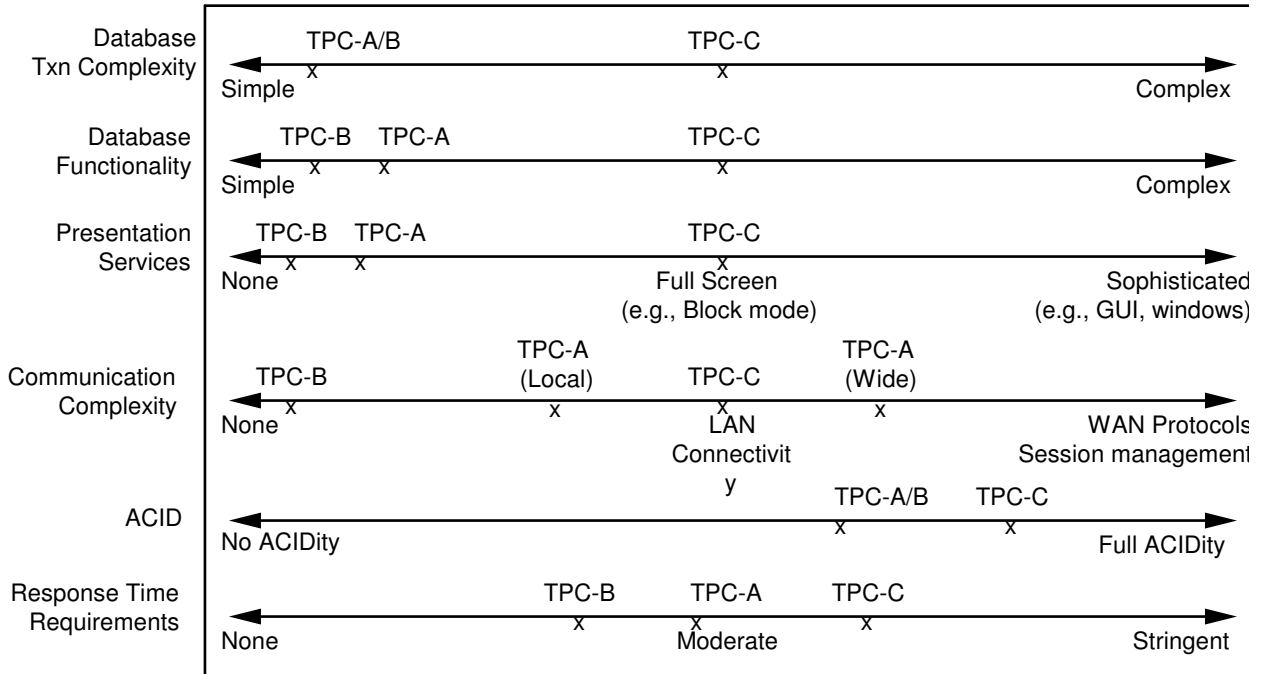 Database
Txn Complexity
TPC-A/B TPC-C
x x
Simple Complex
Database
Functionality
TPC-B TPC-A TPC-C
x x x
Simple Complex
Presentation
Services
TPC-B TPC-A TPC-C
x x x
None Full Screen Sophisticated
(e.g., Block mode) (e.g., GUI, windows)
Communication
Complexity
TPC-B TPC-A (Local) TPC-C TPC-A (Wide)
x x x x
None LAN WAN Protocols
Connectivit Session management
y
ACID
TPC-A/B TPC-C
x x
No ACIDity Full ACIDity
Response Time
Requirements
TPC-B TPC-A TPC-C
x x x
None Moderate Stringent